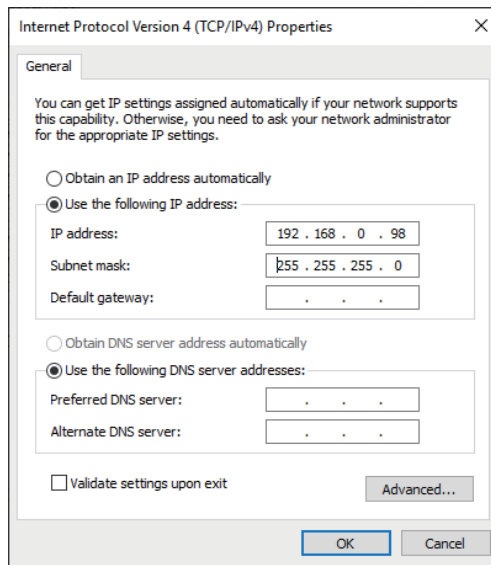 Internet Protocol Version 4 (TCP/IPv4) Properties
General
You can get IP settings assigned automatically if your network supports
this capability. Otherwise, you need to ask your network administrator
for the appropriate IP settings.
Obtain an IP address automatically
Use the following IP address:
IP address: 192 . 168 . 0 . 98
Subnet mask: 255 . 255 . 255 . 0
Default gateway: . . .
Obtain DNS server address automatically
Use the following DNS server addresses:
Preferred DNS server: . . .
Alternate DNS server: . . .
Validate settings upon exit
Advanced...
OK Cancel